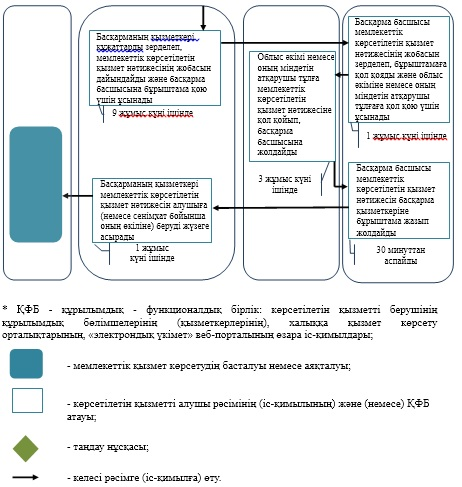 Басқарманың қызметкері
құжаттарды зерделеп,
мемлекеттік көрсетілетін
қызмет нәтижесінің жобасын
дайындайды және басқарма
басшысына бұрыштама қою
үшін ұсынады
9 жұмыс күні ішінде
Облыс әкімі немесе
оның міндетін
атқарушы тұлға
мемлекеттік
көрсетілетін
қызмет нәтижесіне
қол қойып,
басқарма
басшысына
жолдайды
3 жұмыс күні
ішінде
Басқарма басшысы
мемлекеттік
көрсетілетін қызмет
нәтижесінің жобасын
зерделеп, бұрыштамаға
қол қояды және облыс
әкіміне немесе оның
міндетін атқарушы
тұлғаға қол қою үшін
ұсынады
1 жұмыс күні ішінде
Басқарма басшысы
мемлекеттік
көрсетілетін қызмет
нәтижесін басқарма
қызметкеріне
бұрыштама жазып
жолдайды
30 минуттан
аспайды
Басқарманың қызметкері
мемлекеттік көрсетілетін
қызмет нәтижесін алушыға
(немесе сенімхат бойынша
оның өкіліне) беруді жүзеге
асырады
1 жұмыс
күні ішінде
* ҚФБ - құрылымдық - функционалдық бірлік: көрсетілетін қызметті берушінің
құрылымдық бөлімшелерінің (қызметкерлерінің), халыққа қызмет көрсету
орталықтарының, «электрондық үкімет» веб-порталының өзара іс-қимылдары;
- мемлекеттік қызмет көрсетудің басталуы немесе аяқталуы;
- көрсетілетін қызметті алушы рәсімінің (іс-қимылының) және (немесе) ҚФБ
атауы;
- таңдау нұсқасы;
- келесі рәсімге (іс-қимылға) өту.